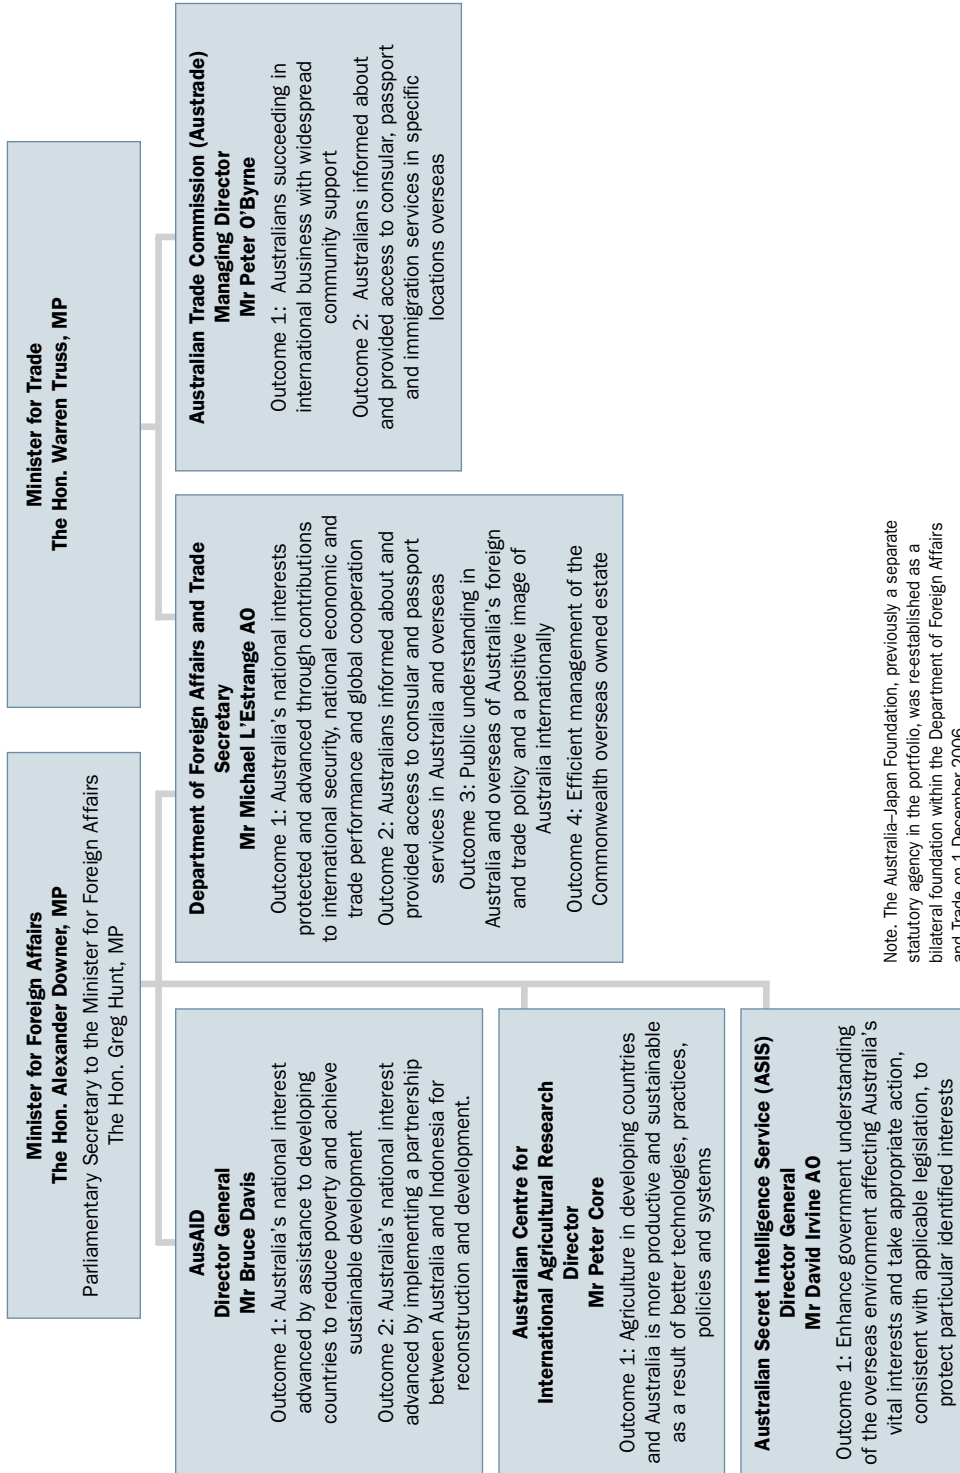 Minister for Foreign Affairs
The Hon. Alexander Downer, MP
Parliamentary Secretary to the Minister for Foreign Affairs
The Hon. Greg Hunt, MP
Minister for Trade
The Hon. Warren Truss, MP
AusAID
Director General
Mr Bruce Davis
Outcome 1: Australia's national interest
advanced by assistance to developing
countries to reduce poverty and achieve
sustainable development
Outcome 2: Australia's national interest
advanced by implementing a partnership
between Australia and Indonesia for
reconstruction and development.
Department of Foreign Affairs and Trade
Secretary
Mr Michael L'Estrange AO
Outcome 1: Australia's national interests
protected and advanced through contributions
to international security, national economic and
trade performance and global cooperation
Outcome 2: Australians informed about and
provided access to consular and passport
services in Australia and overseas
Outcome 3: Public understanding in
Australia and overseas of Australia's foreign
and trade policy and a positive image of
Australia internationally
Outcome 4: Efficient management of the
Commonwealth overseas owned estate
Australian Trade Commission (Austrade)
Managing Director
Mr Peter O'Byrne
Outcome 1: Australians succeeding in
international business with widespread
community support
Outcome 2: Australians informed about
and provided access to consular, passport
and immigration services in specific
locations overseas
Australian Centre for
International Agricultural Research
Director
Mr Peter Core
Outcome 1: Agriculture in developing countries
and Australia is more productive and sustainable
as a result of better technologies, practices,
policies and systems
Australian Secret Intelligence Service (ASIS)
Director General
Mr David Irvine AO
Outcome 1: Enhance government understanding
of the overseas environment affecting Australia's
vital interests and take appropriate action,
consistent with applicable legislation, to
protect particular identified interests
Note. The Australia–Japan Foundation, previously a separate
statutory agency in the portfolio, was re-established as a
bilateral foundation within the Department of Foreign Affairs
and Trade on 1 December 2006